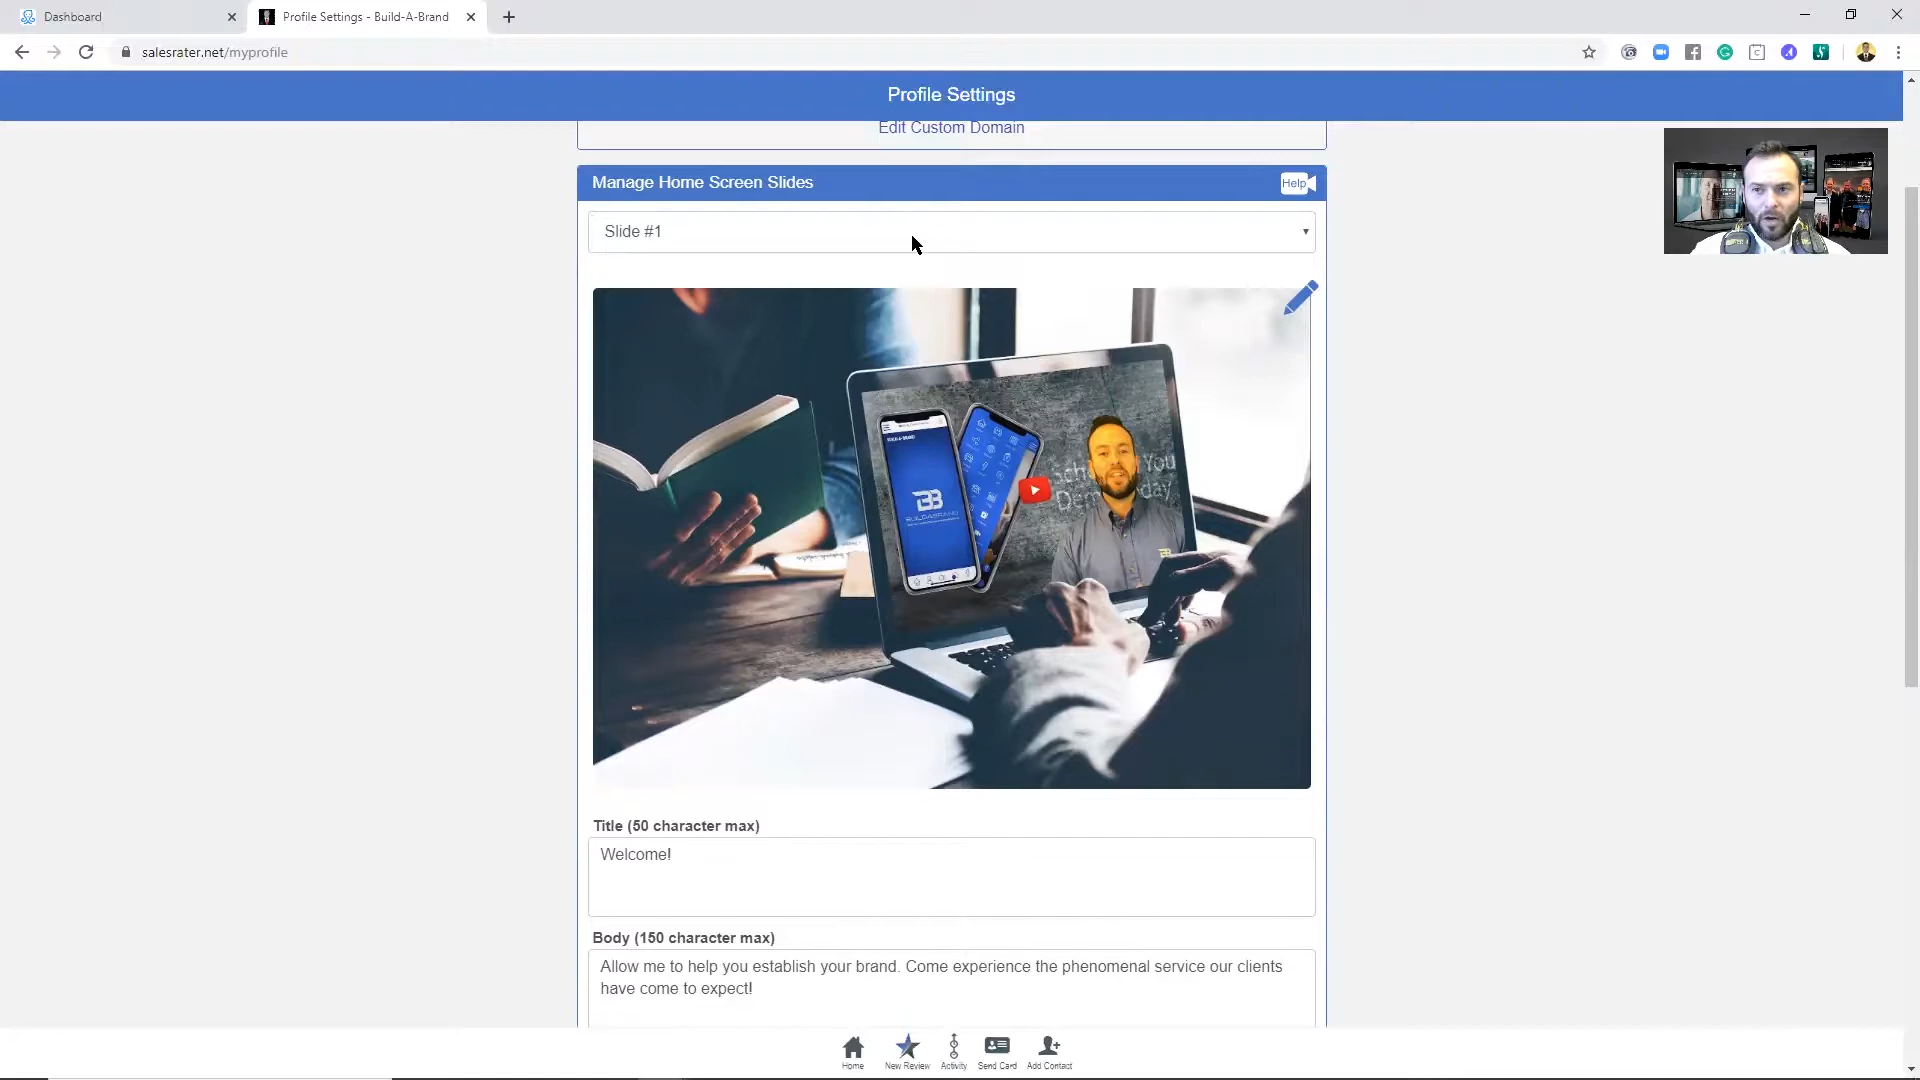 Dashboard
Profile Settings - Build-A-Brand
salesrater.net/myprofile
Profile Settings
Edit Custom Domain
Manage Home Screen Slides
Help
Slide #1
BUILDABRAND
Title (50 character max)
Welcome!
Body (150 character max)
Allow me to help you establish your brand. Come experience the phenomenal service our clients
have come to expect!
Home
New Review
Activity
Send Card
Add Contact